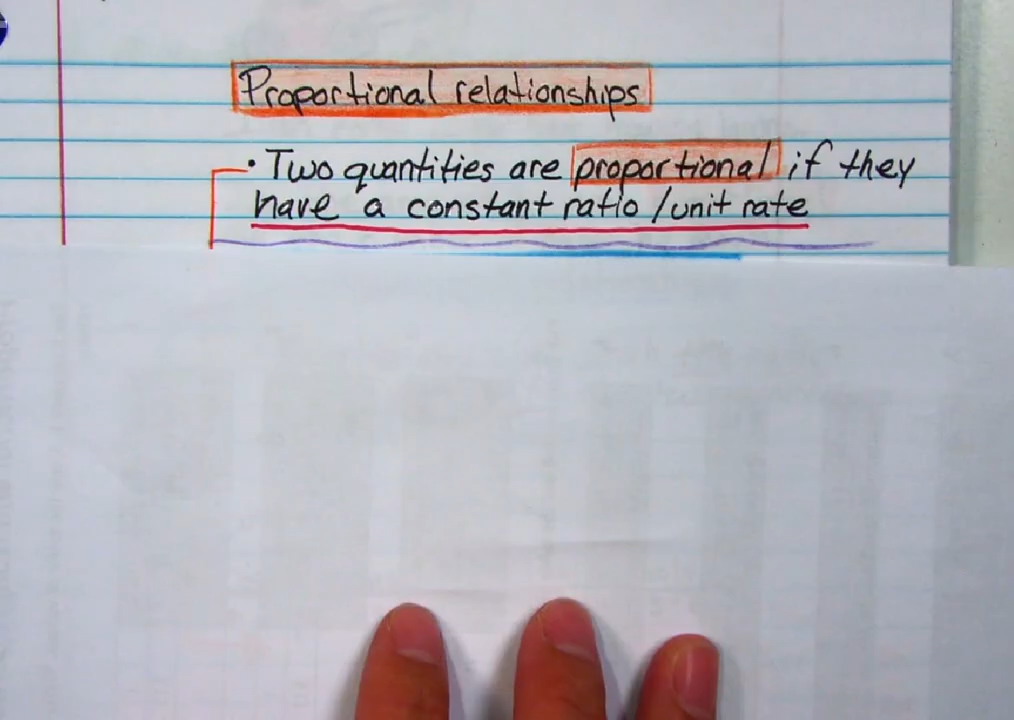 Proportional relationships
• Two quantities are proportional if they
have a constant ratio/unit rate